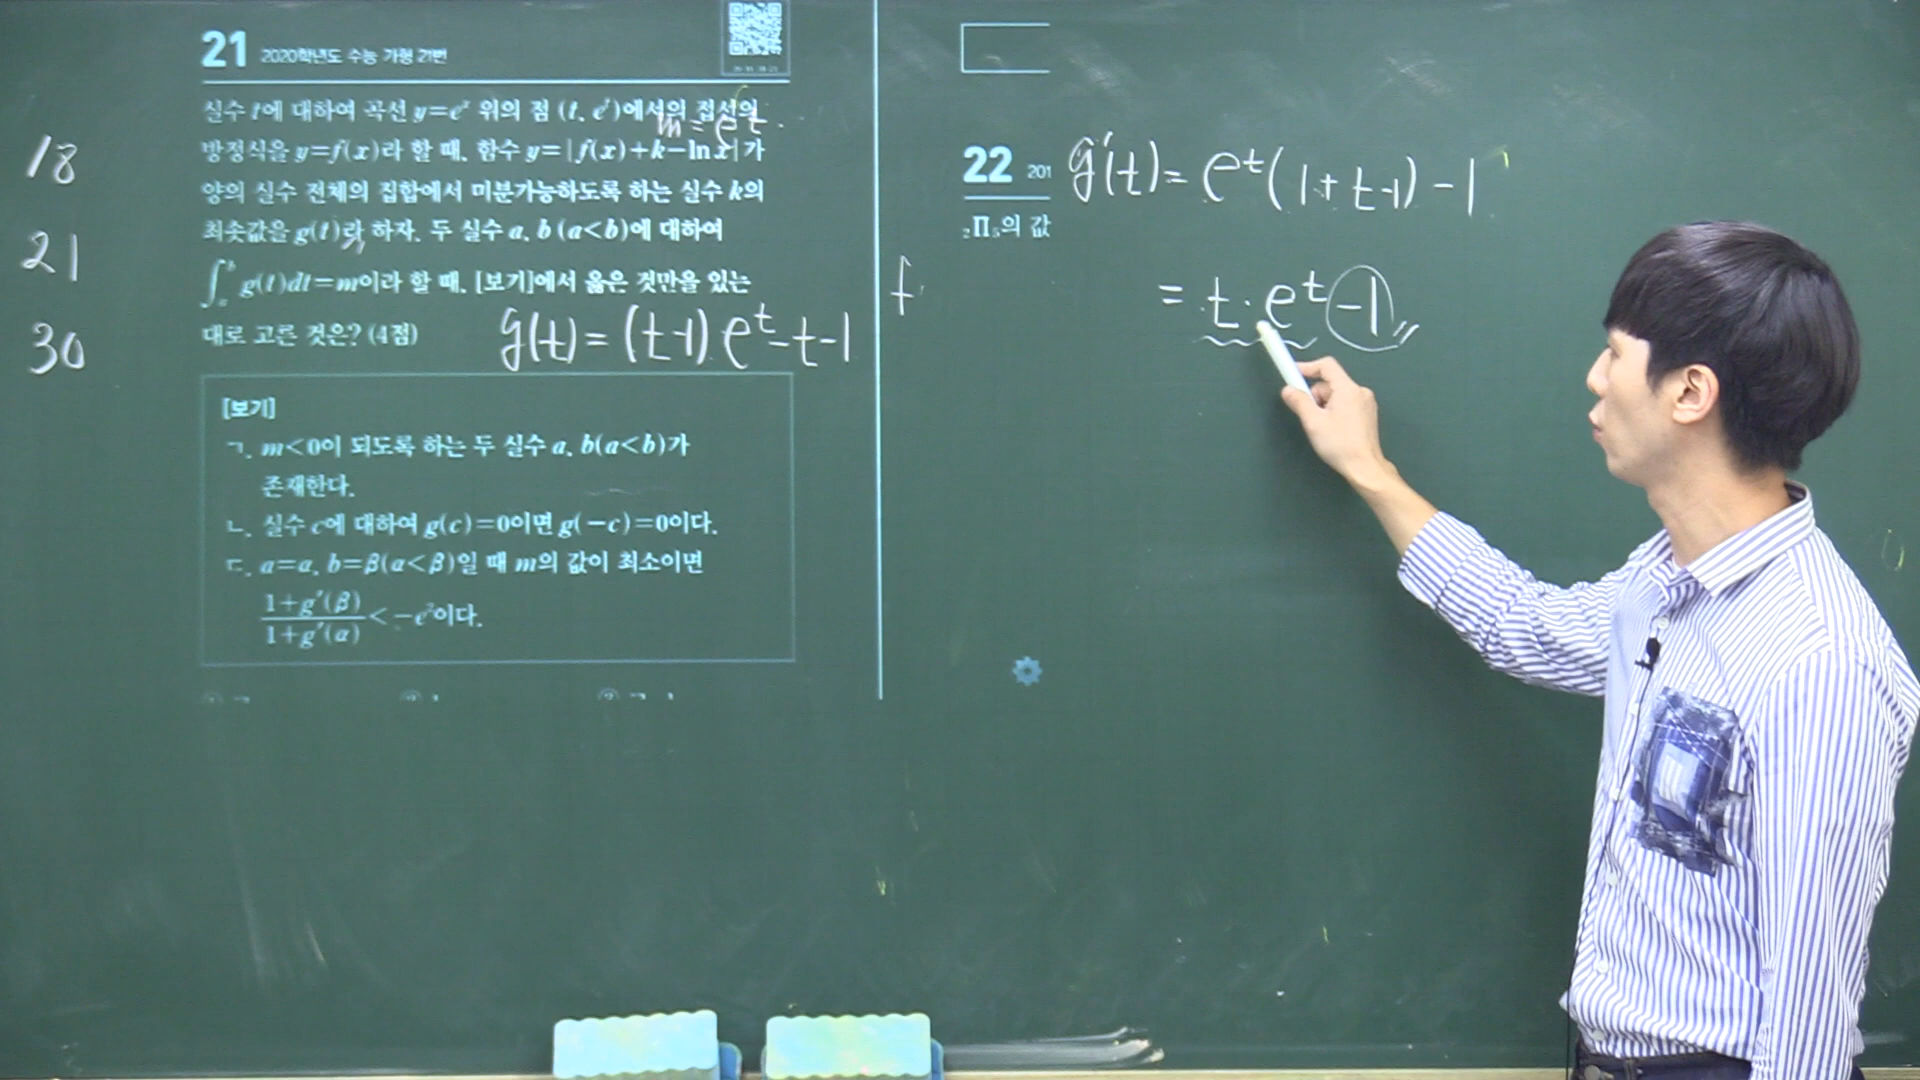 21 2020학년도 수능 가형 21번
실수 t에 대하여 곡선 y=eˣ 위의 점 (t, eᵗ)에서의 접선의
m = eᵗ.
방정식을 y=f(x)라 할 때, 함수 y=|f(x)+k-ln x|가
양의 실수 전체의 집합에서 미분가능하도록 하는 실수 k의
최솟값을 g(t)라 하자. 두 실수 a, b (a<b)에 대하여
∫ₐᵇ g(t)dt=m이라 할 때, [보기]에서 옳은 것만을 있는
대로 고른 것은? (4점)
g(t)= (t-1) eᵗ-t-1
[보기]
ㄱ. m<0이 되도록 하는 두 실수 a, b(a<b)가
존재한다.
ㄴ. 실수 c에 대하여 g(c)=0이면 g(-c)=0이다.
ㄷ. a=α, b=β(α<β)일 때 m의 값이 최소이면
(1+g′(β))/(1+g′(α)) < -e²이다.
18
21
30
22 201
₂Π₅의 값
g′(t)= eᵗ(1+t-1)-1
= t·eᵗ-1